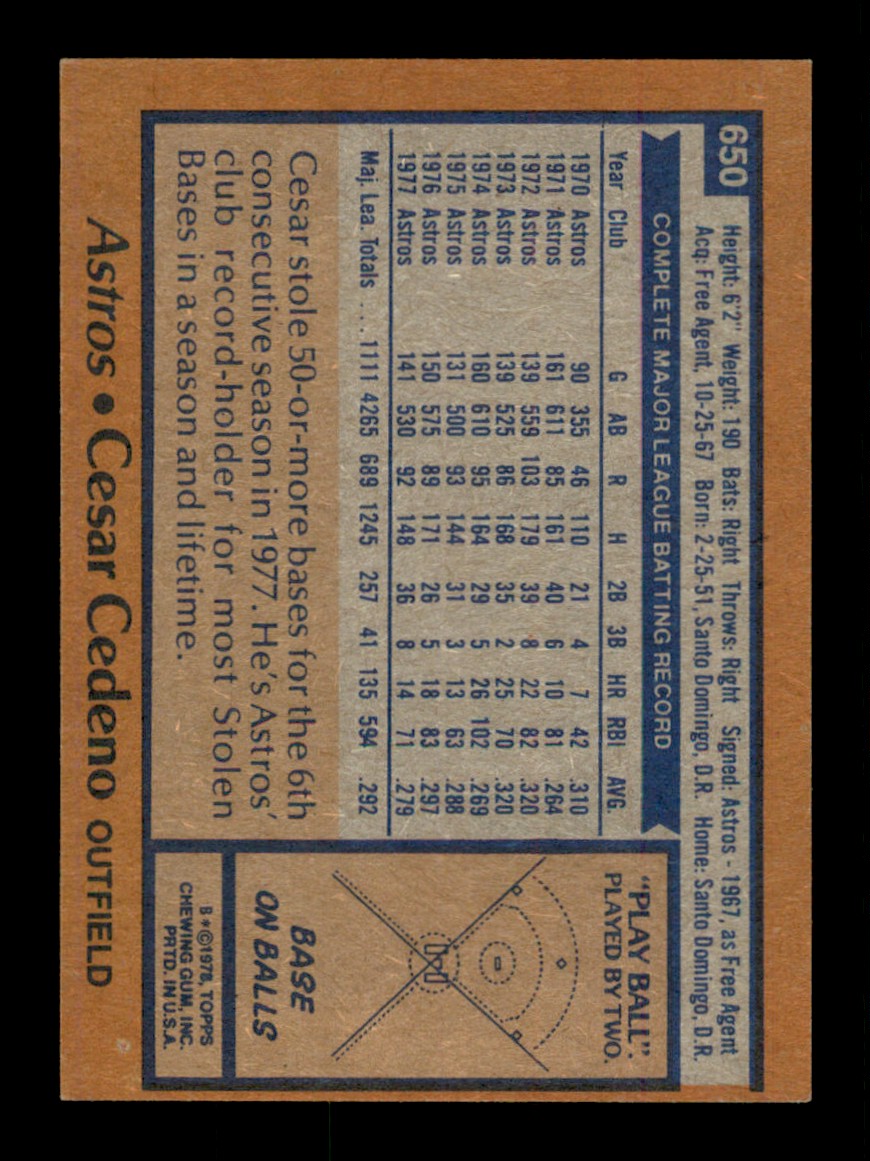 650
Height: 6'2" Weight: 190 Bats: Right Throws: Right Signed: Astros - 1967, as Free Agent
Acq: Free Agent, 10-25-67 Born: 2-25-51, Santo Domingo, D.R. Home: Santo Domingo, D.R.
COMPLETE MAJOR LEAGUE BATTING RECORD
Year Club G AB R H 2B 3B HR RBI AVG.
1970 Astros 90 355 46 110 21 4 7 42 .310
1971 Astros 161 611 85 161 40 6 10 81 .264
1972 Astros 139 559 103 179 39 8 22 82 .320
1973 Astros 139 525 86 168 35 2 25 70 .320
1974 Astros 160 610 95 164 29 5 26 102 .269
1975 Astros 131 500 93 144 31 3 13 63 .288
1976 Astros 150 575 89 171 26 5 18 83 .297
1977 Astros 141 530 92 148 36 8 14 71 .279
Maj. Lea. Totals ... 1111 4265 689 1245 257 41 135 594 .292
Cesar stole 50-or-more bases for the 6th
consecutive season in 1977. He's Astros'
club record-holder for most Stolen
Bases in a season and lifetime.
"PLAY BALL"
PLAYED BY TWO.
BASE
ON BALLS
B * ©1978, TOPPS
CHEWING GUM, INC.
PRTD. IN U.S.A.
Astros • Cesar Cedeno OUTFIELD